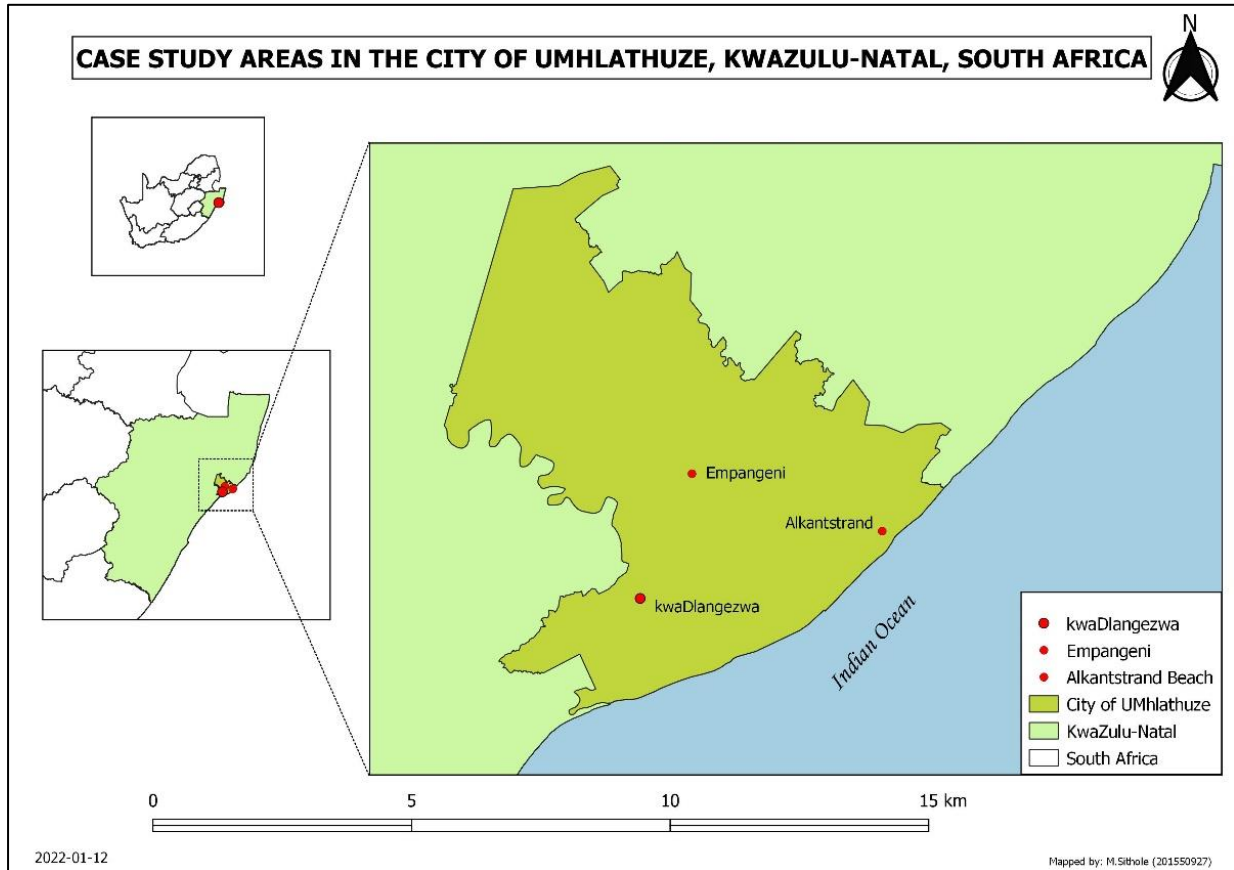 N
CASE STUDY AREAS IN THE CITY OF UMHLATHUZE, KWAZULU-NATAL, SOUTH AFRICA
Empangeni
Alkantstrand
kwaDlangezwa
Indian Ocean
kwaDlangezwa
Empangeni
Alkantstrand Beach
City of UMhlathuze
KwaZulu-Natal
South Africa
0 5 10 15 km
2022-01-12
Mapped by: M.Sithole (201550927)